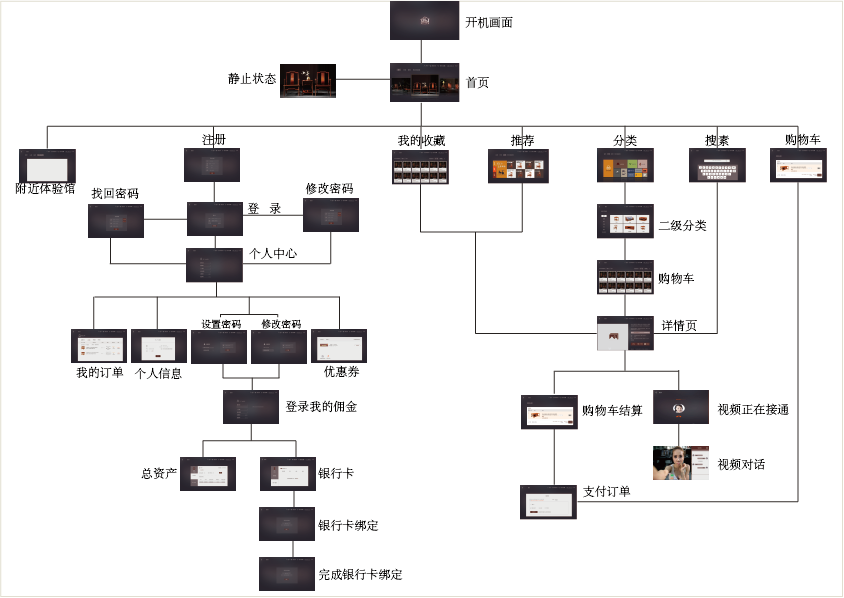 开机画面
静止状态
首页
注册
我的收藏
推荐
分类
搜素
购物车
附近体验馆
找回密码
修改密码
登 录
二级分类
个人中心
购物车
设置密码
修改密码
详情页
我的订单
个人信息
优惠券
登录我的佣金
购物车结算
视频正在接通
总资产
银行卡
视频对话
支付订单
银行卡绑定
完成银行卡绑定